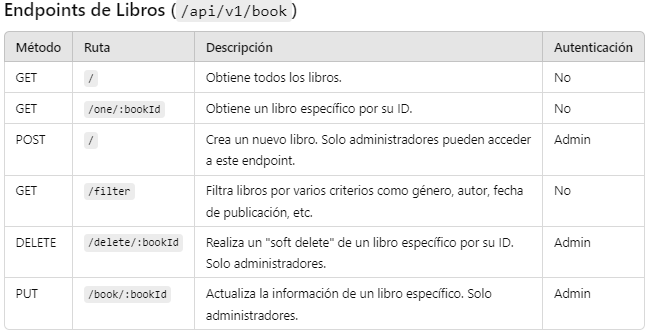 Endpoints de Libros (/api/v1/book)
Método Ruta Descripción Autenticación
GET / Obtiene todos los libros. No
GET /one/:bookId Obtiene un libro específico por su ID. No
POST / Crea un nuevo libro. Solo administradores pueden acceder Admin
a este endpoint.
GET /filter Filtra libros por varios criterios como género, autor, fecha No
de publicación, etc.
DELETE /delete/:bookId Realiza un "soft delete" de un libro específico por su ID. Admin
Solo administradores.
PUT /book/:bookId Actualiza la información de un libro específico. Solo Admin
administradores.